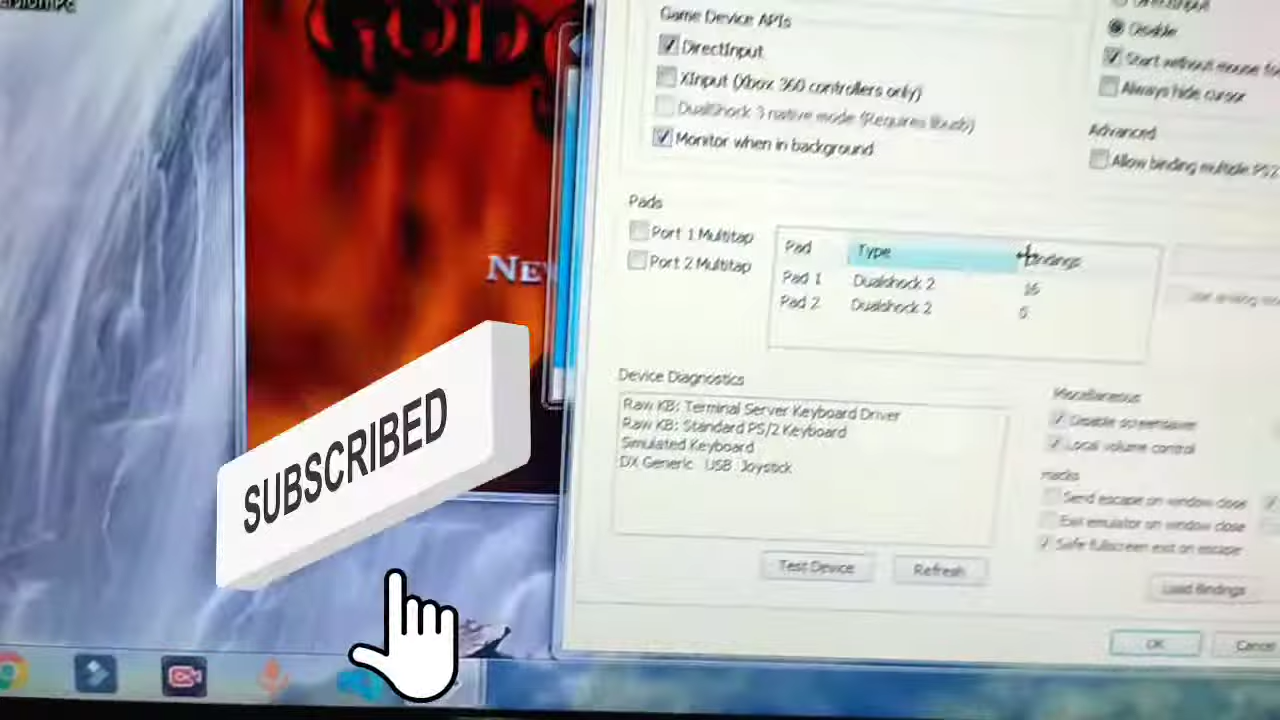 GOD
NEW
Game Device APIs
DirectInput
XInput (Xbox 360 controllers only)
DualShock 3 native mode (Requires libusb)
Monitor when in background
Disable
Start without mouse fo
Always hide cursor
Advanced
Allow binding multiple PS2
Pads
Port 1 Multitap
Port 2 Multitap
Pad Type Bindings
Pad 1 Dualshock 2 16
Pad 2 Dualshock 2 0
Device Diagnostics
Raw KB: Terminal Server Keyboard Driver
Raw KB: Standard PS/2 Keyboard
Simulated Keyboard
DX Generic USB Joystick
Test Device
Refresh
Miscellaneous
Disable screensaver
Local volume control
Hacks
Send escape on window close
Exit emulator on window close
Safe fullscreen exit on escape
Load Bindings
OK
Cancel
SUBSCRIBED